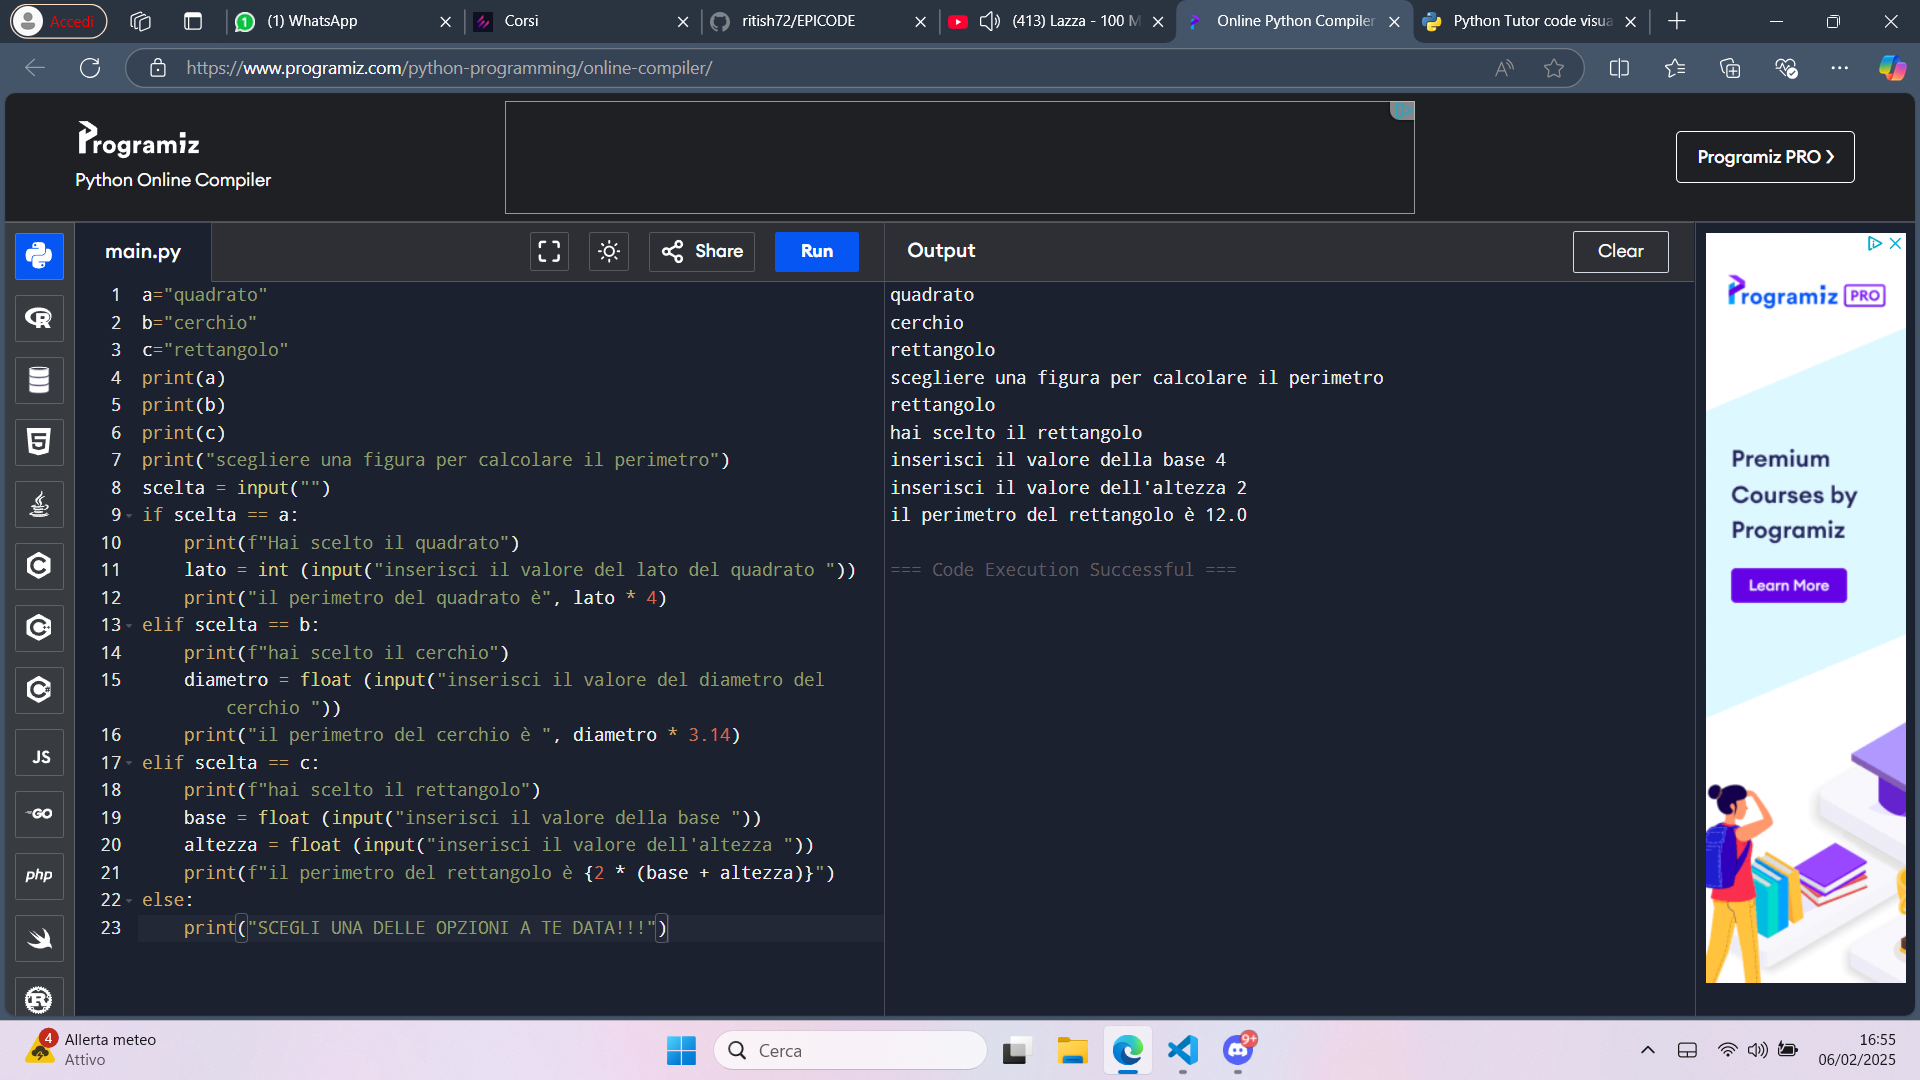 Accedi
(1) WhatsApp
Corsi
ritish72/EPICODE
(413) Lazza - 100 M
Online Python Compiler
Python Tutor code visua
https://www.programiz.com/python-programming/online-compiler/
Programiz
Python Online Compiler
Programiz PRO ❯
main.py
Share
Run
Output
Clear
1 a="quadrato"
2 b="cerchio"
3 c="rettangolo"
4 print(a)
5 print(b)
6 print(c)
7 print("scegliere una figura per calcolare il perimetro")
8 scelta = input("")
9 if scelta == a:
10 print(f"Hai scelto il quadrato")
11 lato = int (input("inserisci il valore del lato del quadrato "))
12 print("il perimetro del quadrato è", lato * 4)
13 elif scelta == b:
14 print(f"hai scelto il cerchio")
15 diametro = float (input("inserisci il valore del diametro del
cerchio "))
16 print("il perimetro del cerchio è ", diametro * 3.14)
17 elif scelta == c:
18 print(f"hai scelto il rettangolo")
19 base = float (input("inserisci il valore della base "))
20 altezza = float (input("inserisci il valore dell'altezza "))
21 print(f"il perimetro del rettangolo è {2 * (base + altezza)}")
22 else:
23 print("SCEGLI UNA DELLE OPZIONI A TE DATA!!!")
quadrato
cerchio
rettangolo
scegliere una figura per calcolare il perimetro
rettangolo
hai scelto il rettangolo
inserisci il valore della base 4
inserisci il valore dell'altezza 2
il perimetro del rettangolo è 12.0
=== Code Execution Successful ===
Programiz PRO
Premium
Courses by
Programiz
Learn More
JS
GO
php
4
Allerta meteo
Attivo
Cerca
9+
16:55
06/02/2025